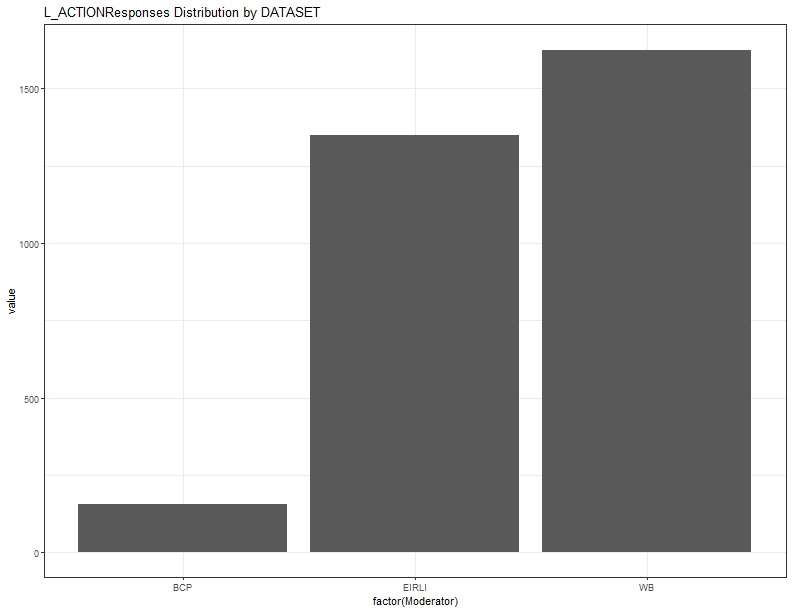 L_ACTIONResponses Distribution by DATASET
value
1500
1000
500
0
BCP EIRLI WB
factor(Moderator)